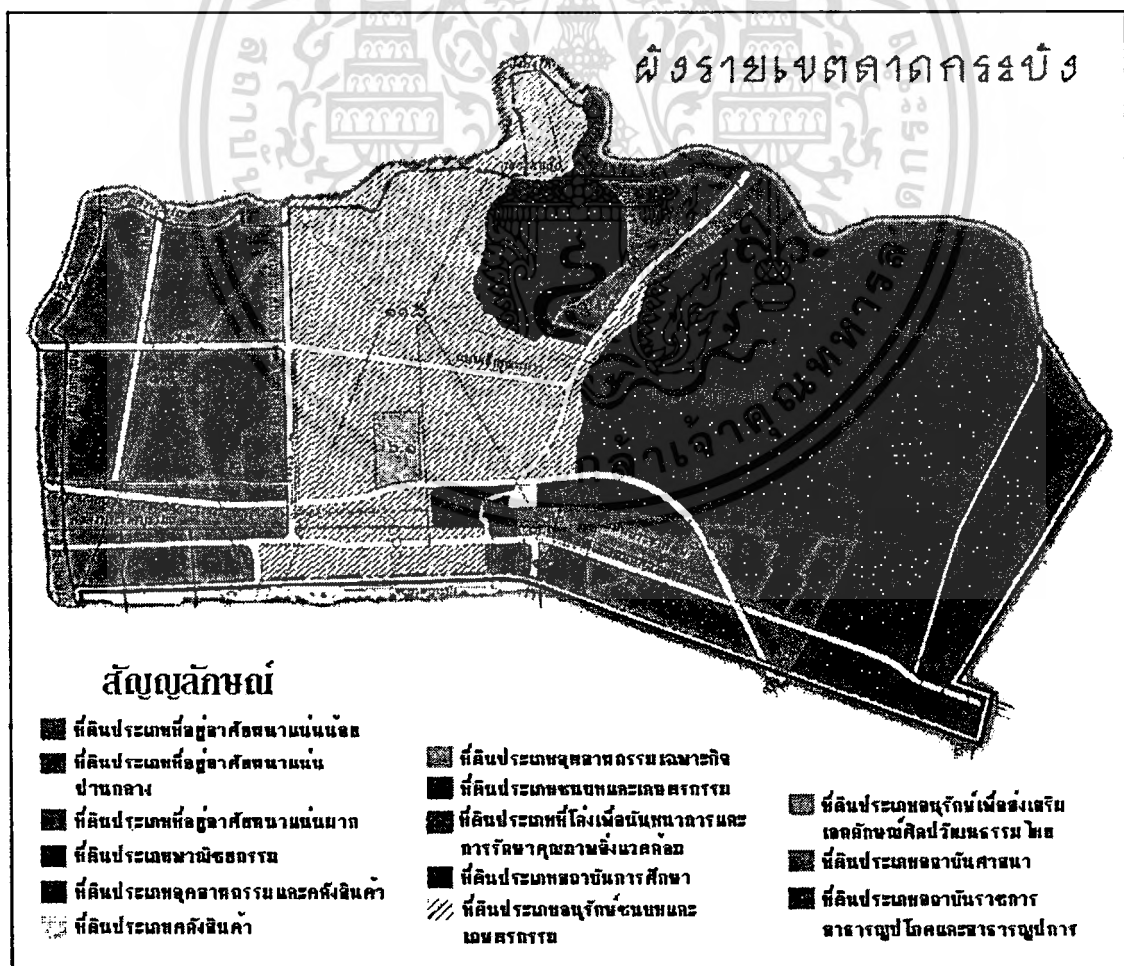 ผังรายเขตลาดกระบัง
สัญญลักษณ์
ที่ดินประเภทที่อยู่อาศัยหนาแน่นน้อย
ที่ดินประเภทที่อยู่อาศัยหนาแน่น
ปานกลาง
ที่ดินประเภทที่อยู่อาศัยหนาแน่นมาก
ที่ดินประเภทพาณิชยกรรม
ที่ดินประเภทอุตสาหกรรมและคลังสินค้า
ที่ดินประเภทคลังสินค้า
ที่ดินประเภทอุตสาหกรรมเฉพาะกิจ
ที่ดินประเภทชนบทและเกษตรกรรม
ที่ดินประเภทที่โล่งเพื่อนันทนาการและ
การรักษาคุณภาพสิ่งแวดล้อม
ที่ดินประเภทสถาบันการศึกษา
ที่ดินประเภทอนุรักษ์ชนบทและ
เกษตรกรรม
ที่ดินประเภทอนุรักษ์เพื่อส่งเสริม
เอกลักษณ์ศิลปวัฒนธรรมไทย
ที่ดินประเภทสถาบันศาสนา
ที่ดินประเภทสถาบันราชการ
สาธารณูปโภคและสาธารณูปการ
กล้าเจ้าคุณทหารล